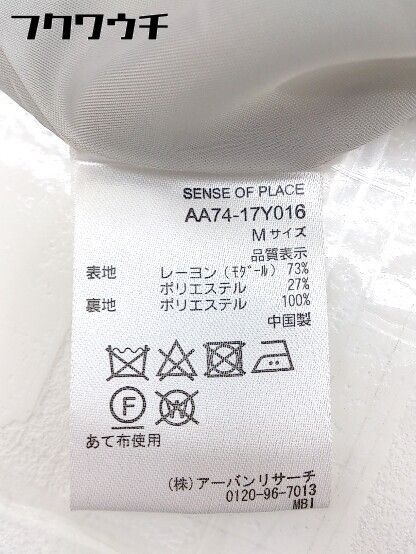 フクワウチ
SENSE OF PLACE
AA74-17Y016
Mサイズ
品質表示
表地 レーヨン(ﾓﾀﾞｰﾙ) 73%
ポリエステル 27%
裏地 ポリエステル 100%
中国製
F W
あて布使用
(株)アーバンリサーチ
0120-96-7013
MBI